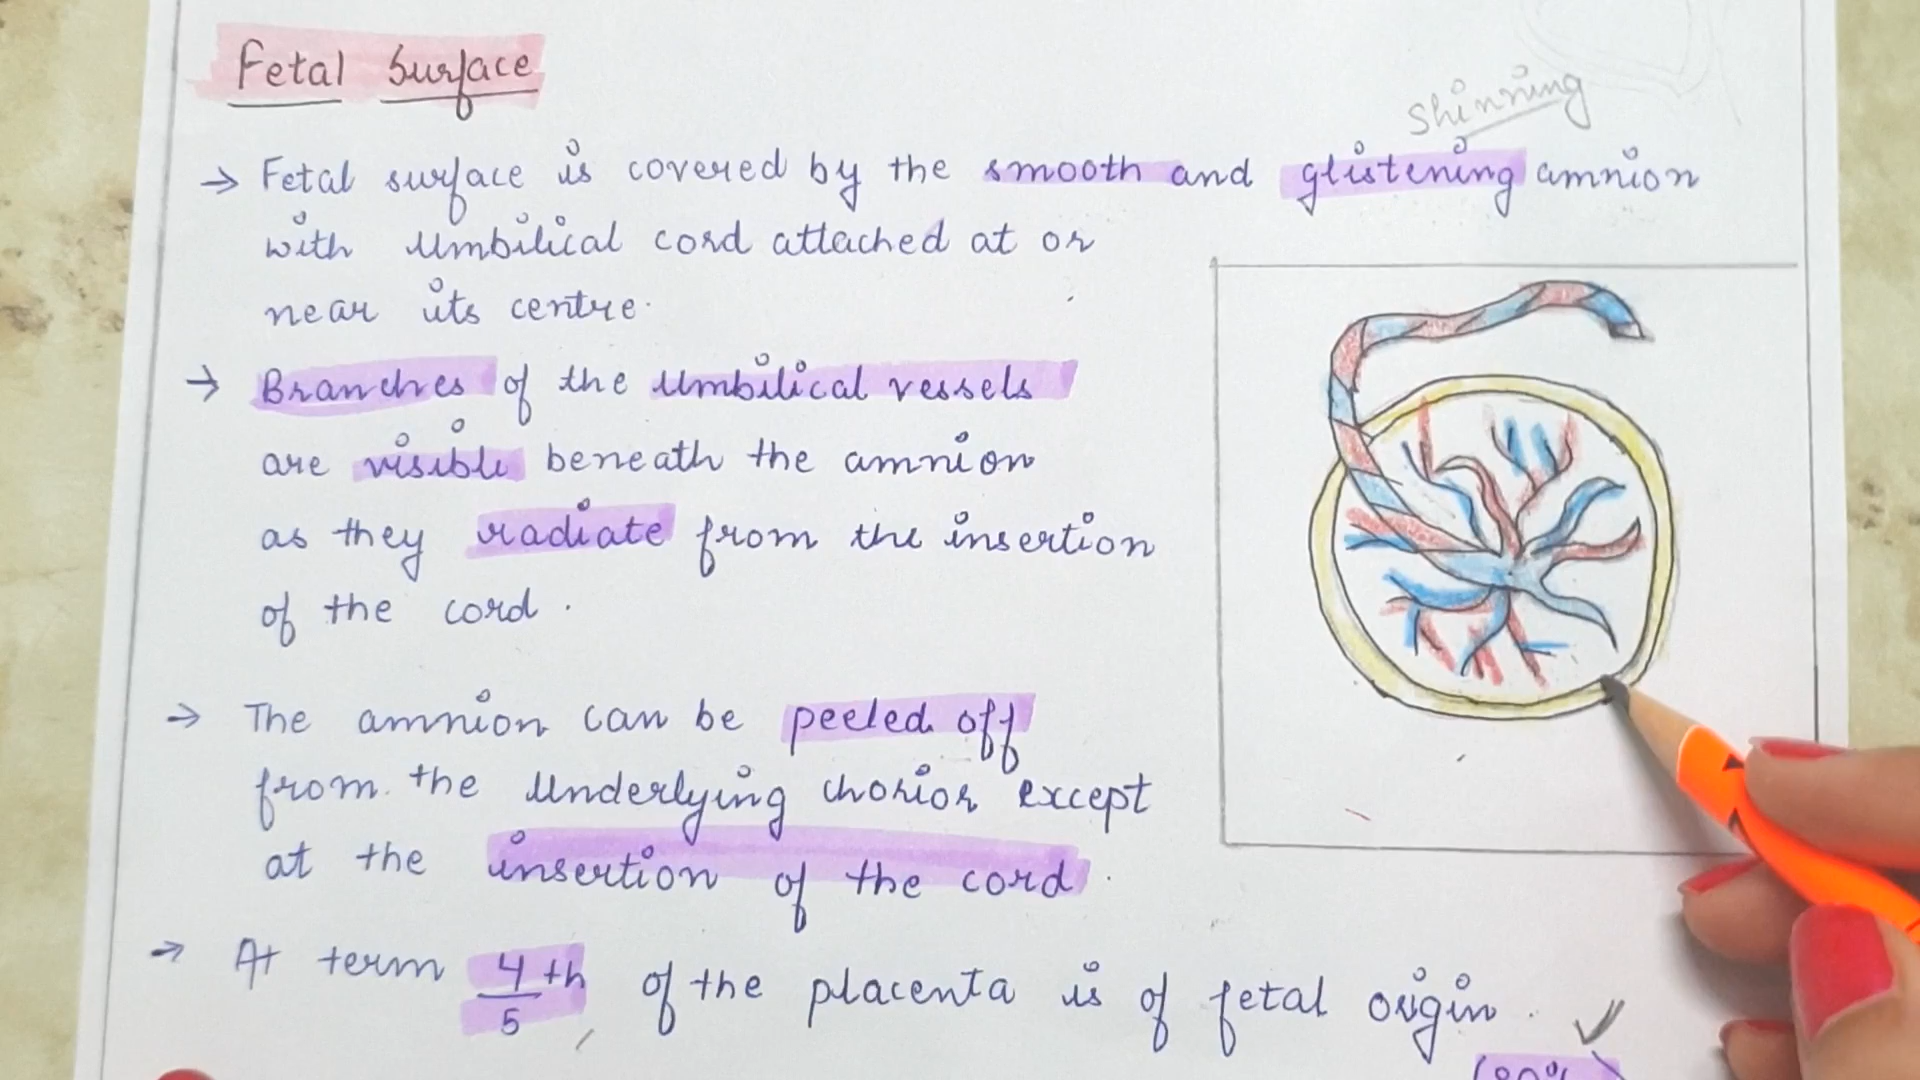 Fetal Surface
Shinning
→ Fetal surface is covered by the smooth and glistening amnion
with umbilical cord attached at or
near its centre.
→ Branches of the umbilical vessels
are visible beneath the amnion
as they radiate from the insertion
of the cord.
→ The amnion can be peeled off
from the underlying chorion except
at the insertion of the cord.
→ At term 4/5 th of the placenta is of fetal origin.